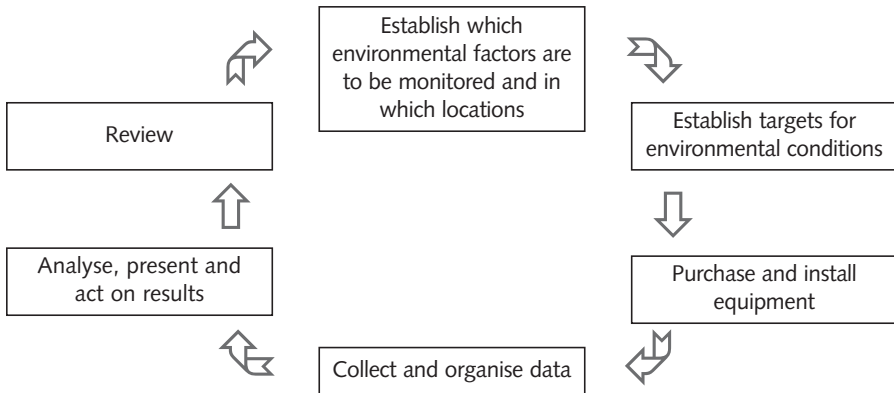 Establish which
environmental factors are
to be monitored and in
which locations
Establish targets for
environmental conditions
Purchase and install
equipment
Collect and organise data
Analyse, present and
act on results
Review